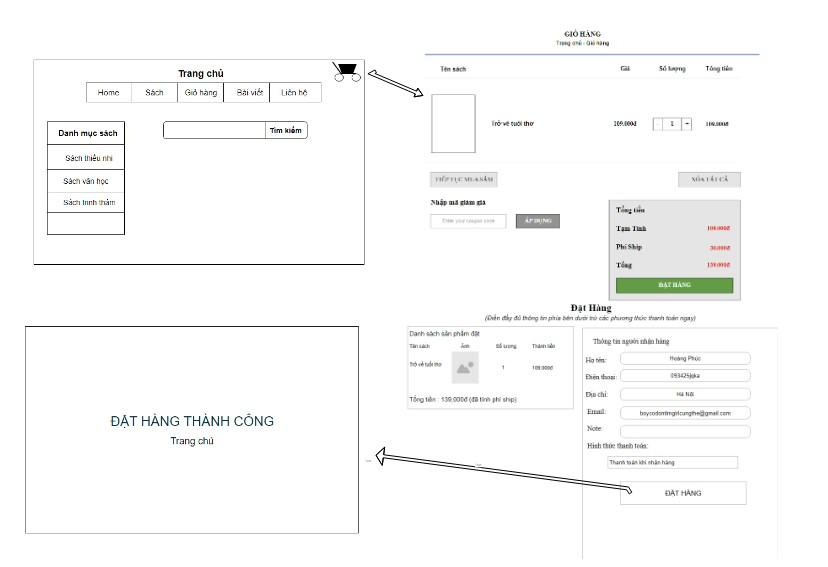 Trang chủ
Home Sách Giỏ hàng Bài viết Liên hệ
Danh mục sách
Sách thiếu nhi
Sách văn học
Sách trinh thám
Tìm kiếm
GIỎ HÀNG
Trang chủ - Giỏ hàng
Tên sách Giá Số lượng Tổng tiền
Trở về tuổi thơ 109.000đ - 1 + 109.000đ
TIẾP TỤC MUA SẮM XÓA TẤT CẢ
Nhập mã giảm giá
Enter your coupon code ÁP DỤNG
Tổng tiền
Tạm Tính 109.000đ
Phí Ship 30.000đ
Tổng 139.000đ
ĐẶT HÀNG
Đặt Hàng
(Điền đầy đủ thông tin phía bên dưới trừ các phương thức thanh toán ngay)
Danh sách sản phẩm đặt
Tên sách Ảnh Số lượng Thành tiền
Trở về tuổi thơ 1 109.000đ
Tổng tiền : 139,000đ (đã tính phí ship)
Thông tin người nhận hàng
Họ tên: Hoàng Phúc
Điện thoại:
Địa chỉ: Hà Nội
Email:
Note:
Hình thức thanh toán:
Thanh toán khi nhận hàng
ĐẶT HÀNG
ĐẶT HÀNG THÀNH CÔNG
Trang chủ